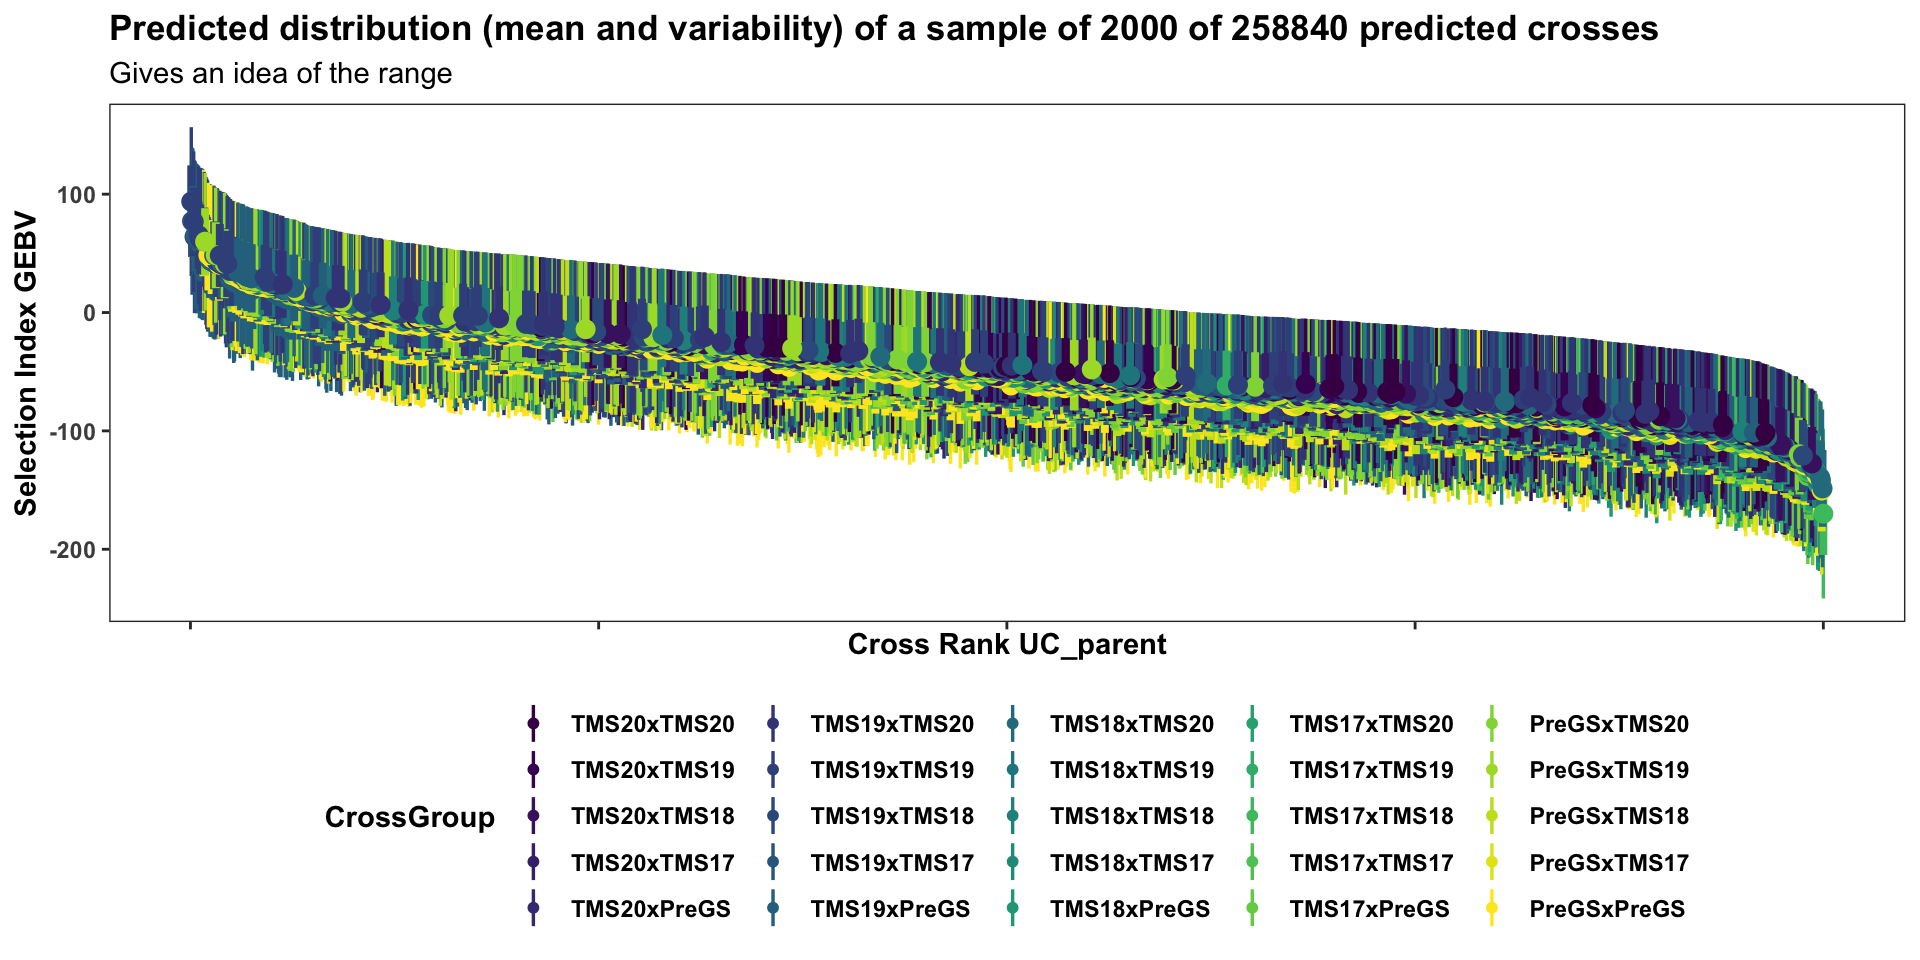 Predicted distribution (mean and variability) of a sample of 2000 of 258840 predicted crosses
Gives an idea of the range
Selection Index GEBV
100
0
-100
-200
Cross Rank UC_parent
CrossGroup
TMS20xTMS20
TMS20xTMS19
TMS20xTMS18
TMS20xTMS17
TMS20xPreGS
TMS19xTMS20
TMS19xTMS19
TMS19xTMS18
TMS19xTMS17
TMS19xPreGS
TMS18xTMS20
TMS18xTMS19
TMS18xTMS18
TMS18xTMS17
TMS18xPreGS
TMS17xTMS20
TMS17xTMS19
TMS17xTMS18
TMS17xTMS17
TMS17xPreGS
PreGSxTMS20
PreGSxTMS19
PreGSxTMS18
PreGSxTMS17
PreGSxPreGS